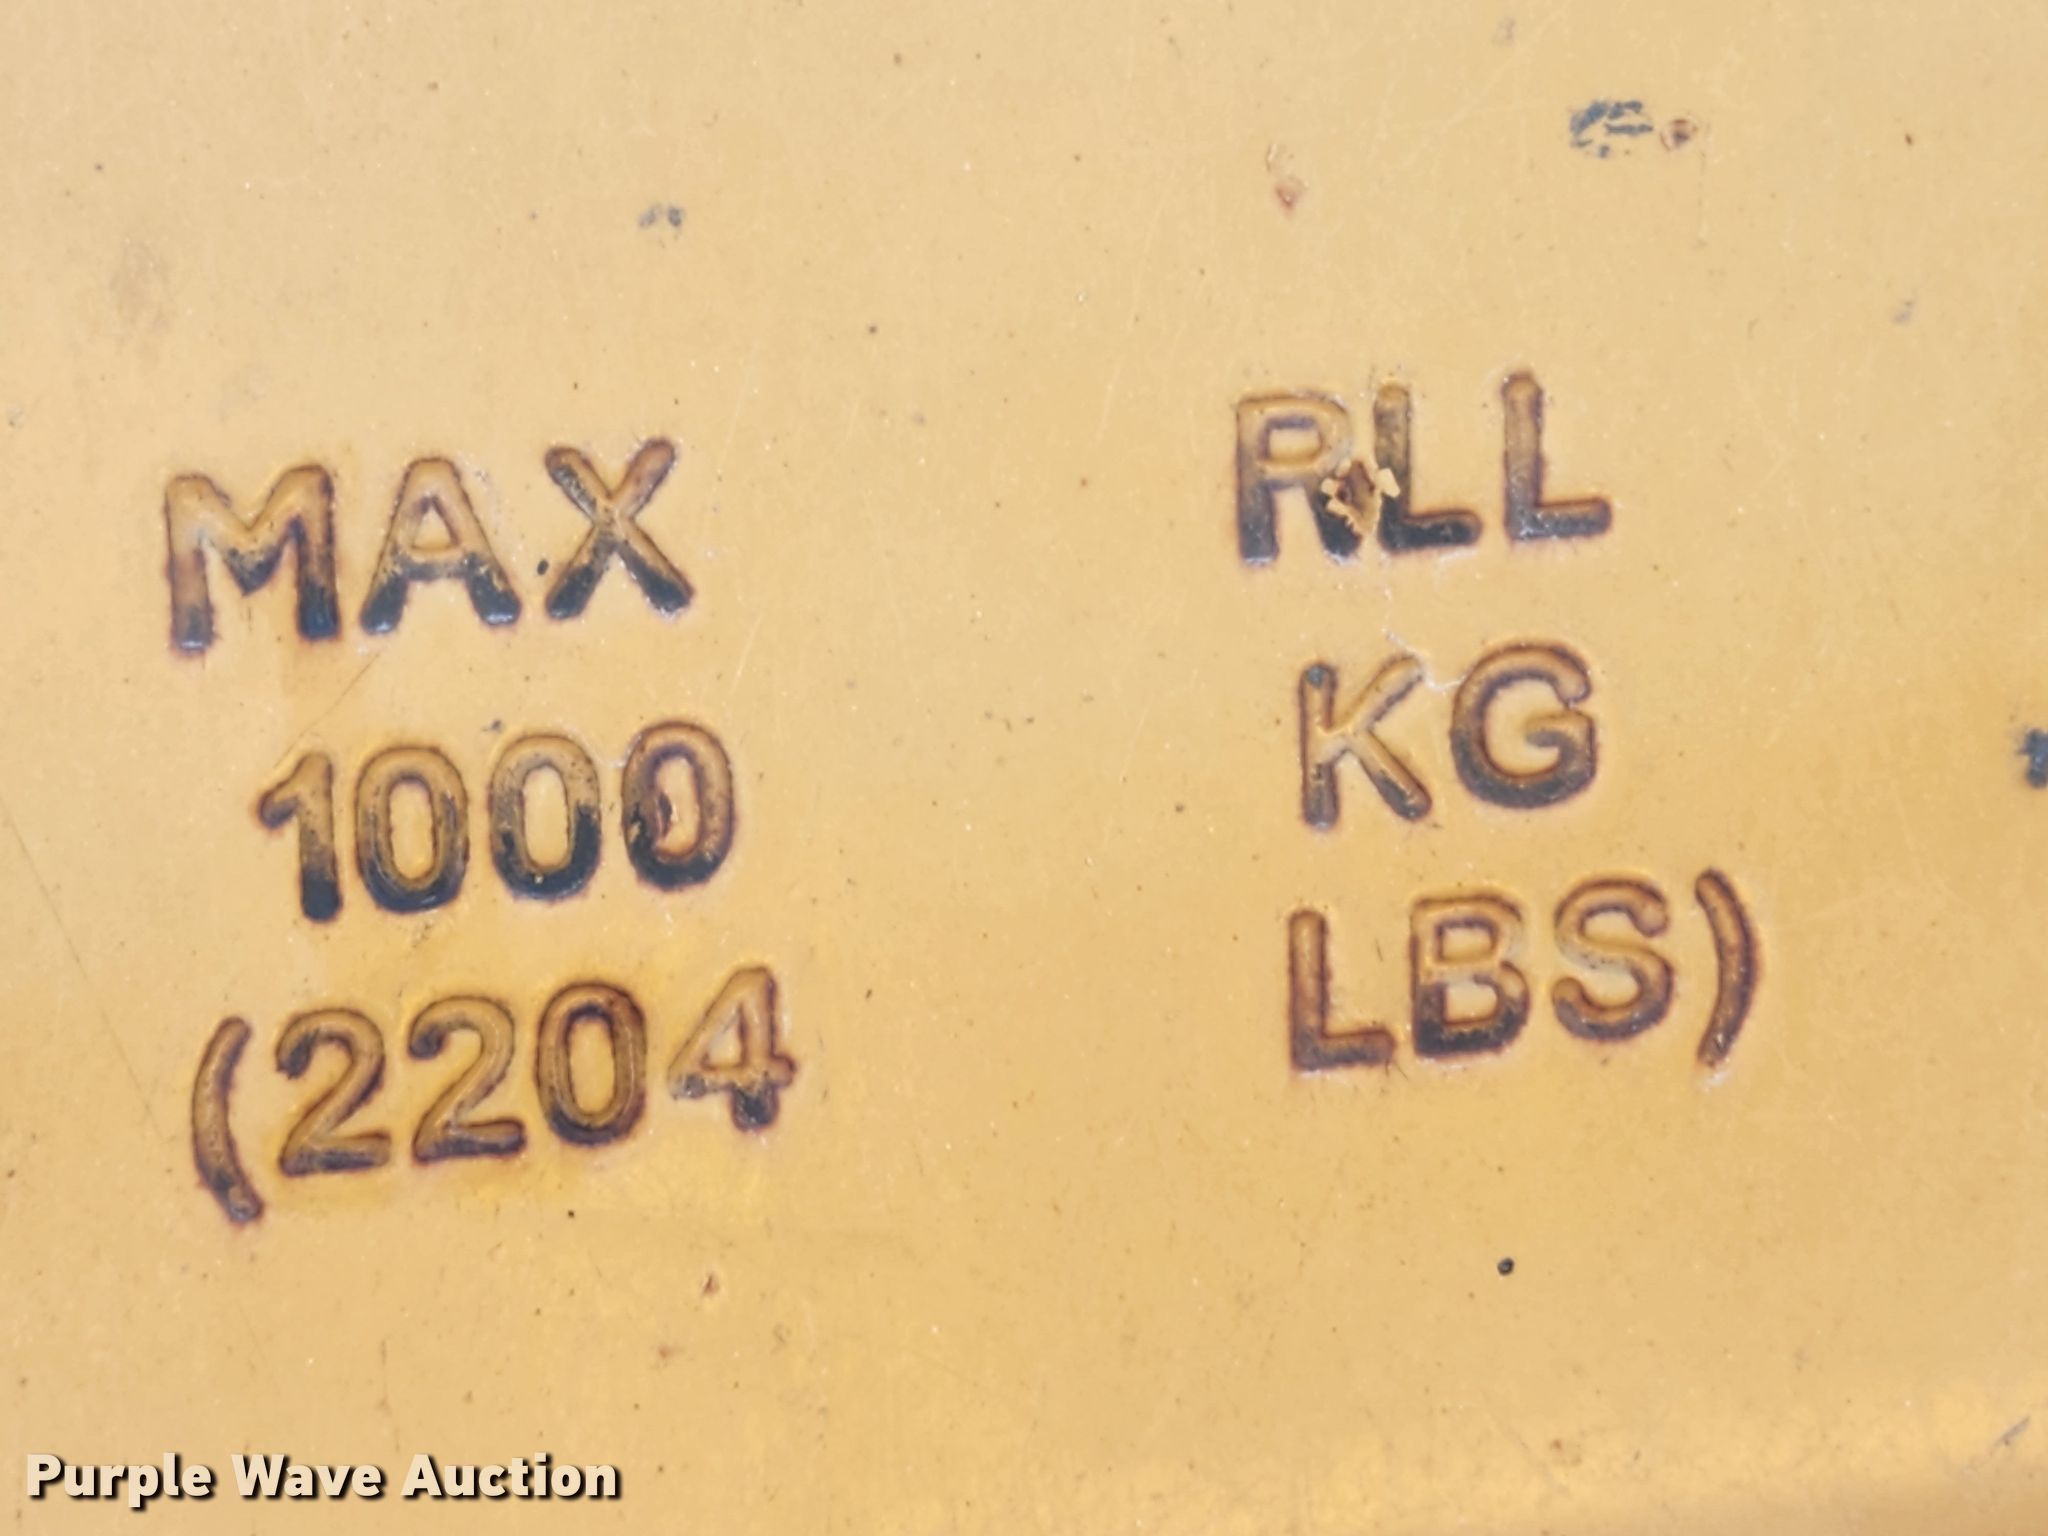 MAX RLL
1000 KG
(2204 LBS)
Purple Wave Auction